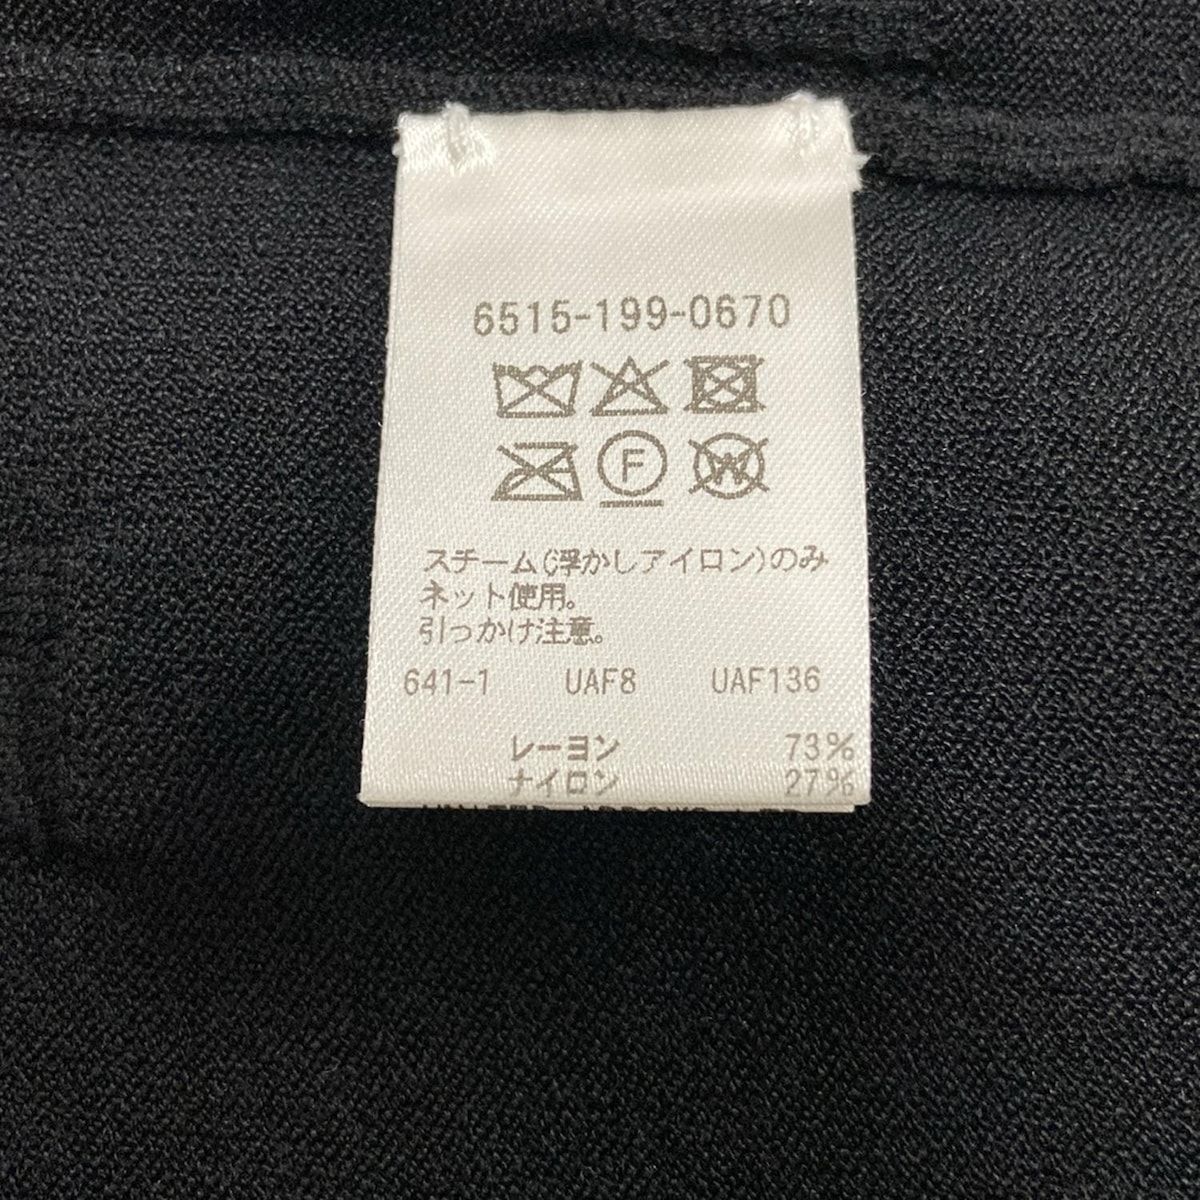 6515-199-0670
F W
スチーム(浮かしアイロン)のみ
ネット使用。
引っかけ注意。
641-1 UAF8 UAF136
レーヨン 73%
ナイロン 27%